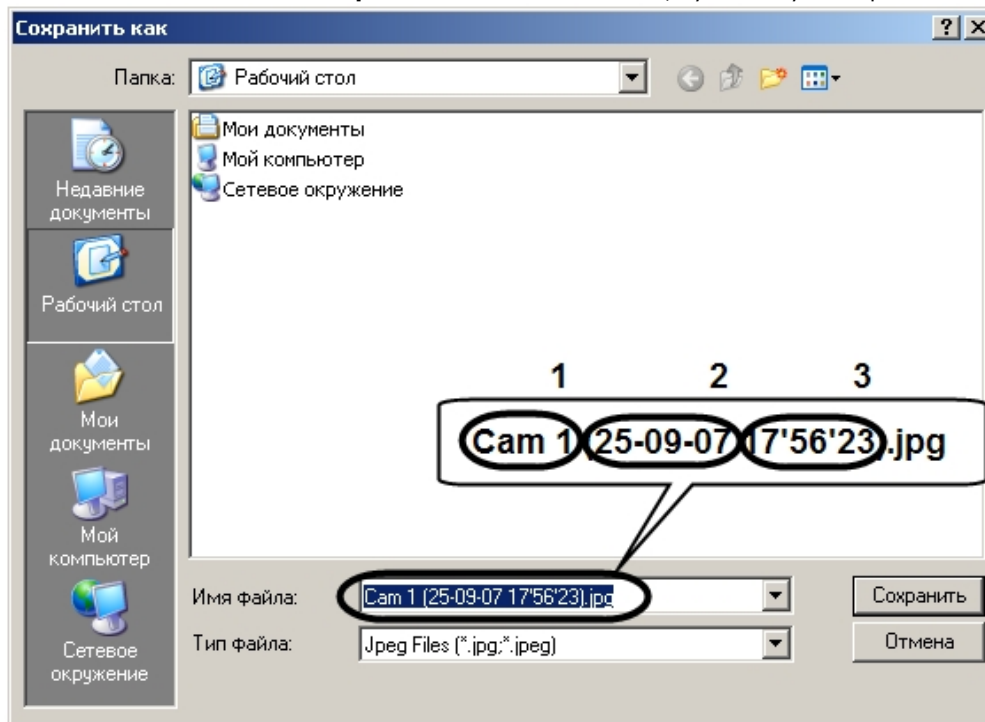 Сохранить как
Папка:
Рабочий стол
Недавние
документы
Рабочий стол
Мои
документы
Мой
компьютер
Сетевое
окружение
Мои документы
Мой компьютер
Сетевое окружение
1 2 3
Cam 1 (25-09-07 17'56'23).jpg
Имя файла:
Cam 1 (25-09-07 17'56'23).jpg
Сохранить
Тип файла:
Jpeg Files (*.jpg;*.jpeg)
Отмена